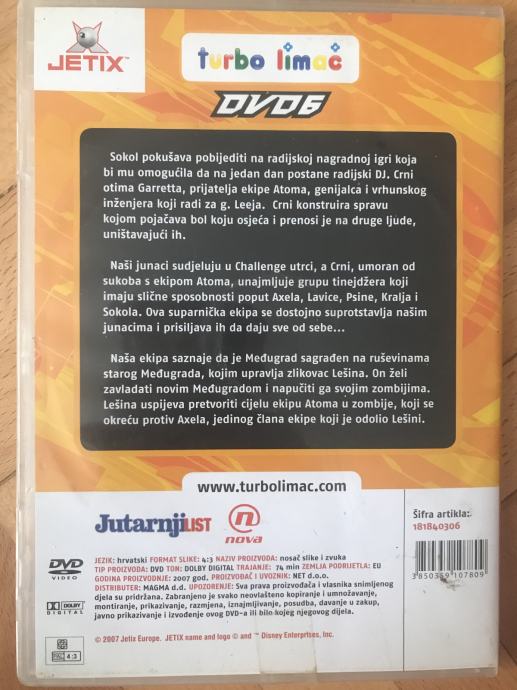 JETIX™
turbo limač
DVD6
Sokol pokušava pobijediti na radijskoj nagradnoj igri koja
bi mu omogućila da na jedan dan postane radijski DJ. Crni
otima Garretta, prijatelja ekipe Atoma, genijalca i vrhunskog
inženjera koji radi za g. Leeja. Crni konstruira spravu
kojom pojačava bol koju osjeća i prenosi je na druge ljude,
uništavajući ih.
Naši junaci sudjeluju u Challenge utrci, a Crni, umoran od
sukoba s ekipom Atoma, unajmljuje grupu tinejdžera koji
imaju slične sposobnosti poput Axela, Lavice, Psine, Kralja i
Sokola. Ova suparnička ekipa se dostojno suprotstavlja našim
junacima i prisiljava ih da daju sve od sebe...
Naša ekipa saznaje da je Međugrad sagrađen na ruševinama
starog Međugrada, kojim upravlja zlikovac Lešina. On želi
zavladati novim Međugradom i napučiti ga svojim zombijima.
Lešina uspijeva pretvoriti cijelu ekipu Atoma u zombije, koji se
okreću protiv Axela, jedinog člana ekipe koji je odolio Lešini.
www.turbolimac.com
Jutarnji LIST
nova
Šifra artikla:
181840306
3850359107809
DVD VIDEO
DOLBY DIGITAL
4:3
JEZIK: hrvatski FORMAT SLIKE: 4:3 NAZIV PROIZVODA: nosač slike i zvuka
TIP PROIZVODA: DVD TON: DOLBY DIGITAL TRAJANJE: 74 min ZEMLJA PODRIJETLA: EU
GODINA PROIZVODNJE: 2007 god. PROIZVOĐAČ I UVOZNIK: NET d.o.o.
DISTRIBUTER: MAGMA d.d. UPOZORENJE: Sva prava proizvođača i vlasnika snimljenog
djela su pridržana. Zabranjeno je svako neovlašteno kopiranje i umnožavanje,
montiranje, prikazivanje, razmjena, iznajmljivanje, posudba, davanje u zakup,
javno prikazivanje i izvođenje ovog DVD-a ili bilo kojeg njegovog dijela.
© 2007 Jetix Europe. JETIX name and logo ® and ™ Disney Enterprises, Inc.